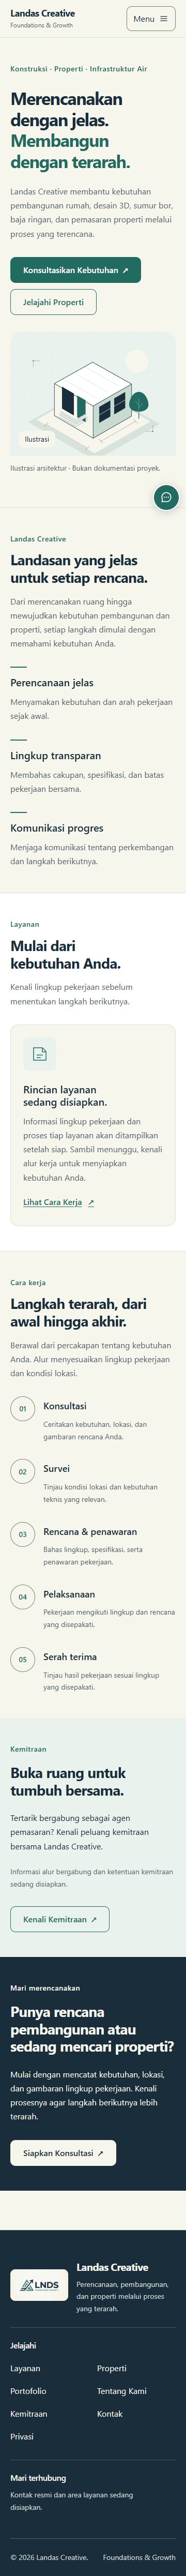 Landas Creative
Foundations & Growth
Menu
Konstruksi · Properti · Infrastruktur Air
Merencanakan
dengan jelas.
Membangun
dengan terarah.
Landas Creative membantu kebutuhan
pembangunan rumah, desain 3D, sumur bor,
baja ringan, dan pemasaran properti melalui
proses yang terencana.
Konsultasikan Kebutuhan ↗
Jelajahi Properti
Ilustrasi
Ilustrasi arsitektur · Bukan dokumentasi proyek.
Landas Creative
Landasan yang jelas
untuk setiap rencana.
Dari merencanakan ruang hingga
mewujudkan kebutuhan pembangunan dan
properti, setiap langkah dimulai dengan
memahami kebutuhan Anda.
Perencanaan jelas
Menyamakan kebutuhan dan arah pekerjaan
sejak awal.
Lingkup transparan
Membahas cakupan, spesifikasi, dan batas
pekerjaan bersama.
Komunikasi progres
Menjaga komunikasi tentang perkembangan
dan langkah berikutnya.
Layanan
Mulai dari
kebutuhan Anda.
Kenali lingkup pekerjaan sebelum
menentukan langkah berikutnya.
Rincian layanan
sedang disiapkan.
Informasi lingkup pekerjaan dan
proses tiap layanan akan ditampilkan
setelah siap. Sambil menunggu, kenali
alur kerja untuk menyiapkan
kebutuhan Anda.
Lihat Cara Kerja ↗
Cara kerja
Langkah terarah, dari
awal hingga akhir.
Berawal dari percakapan tentang kebutuhan
Anda. Alur menyesuaikan lingkup pekerjaan
dan kondisi lokasi.
01
Konsultasi
Ceritakan kebutuhan, lokasi, dan
gambaran rencana Anda.
02
Survei
Tinjau kondisi lokasi dan kebutuhan
teknis yang relevan.
03
Rencana & penawaran
Bahas lingkup, spesifikasi, serta
penawaran pekerjaan.
04
Pelaksanaan
Pekerjaan mengikuti lingkup dan rencana
yang disepakati.
05
Serah terima
Tinjau hasil pekerjaan sesuai lingkup
yang disepakati.
Kemitraan
Buka ruang untuk
tumbuh bersama.
Tertarik bergabung sebagai agen
pemasaran? Kenali peluang kemitraan
bersama Landas Creative.
Informasi alur bergabung dan ketentuan kemitraan
sedang disiapkan.
Kenali Kemitraan ↗
Mari merencanakan
Punya rencana
pembangunan atau
sedang mencari properti?
Mulai dengan mencatat kebutuhan, lokasi,
dan gambaran lingkup pekerjaan. Kenali
prosesnya agar langkah berikutnya lebih
terarah.
Siapkan Konsultasi ↗
LNDS
Landas Creative
Perencanaan, pembangunan,
dan properti melalui proses
yang terarah.
Jelajahi
Layanan
Properti
Portofolio
Tentang Kami
Kemitraan
Kontak
Privasi
Mari terhubung
Kontak resmi dan area layanan sedang
disiapkan.
© 2026 Landas Creative.
Foundations & Growth